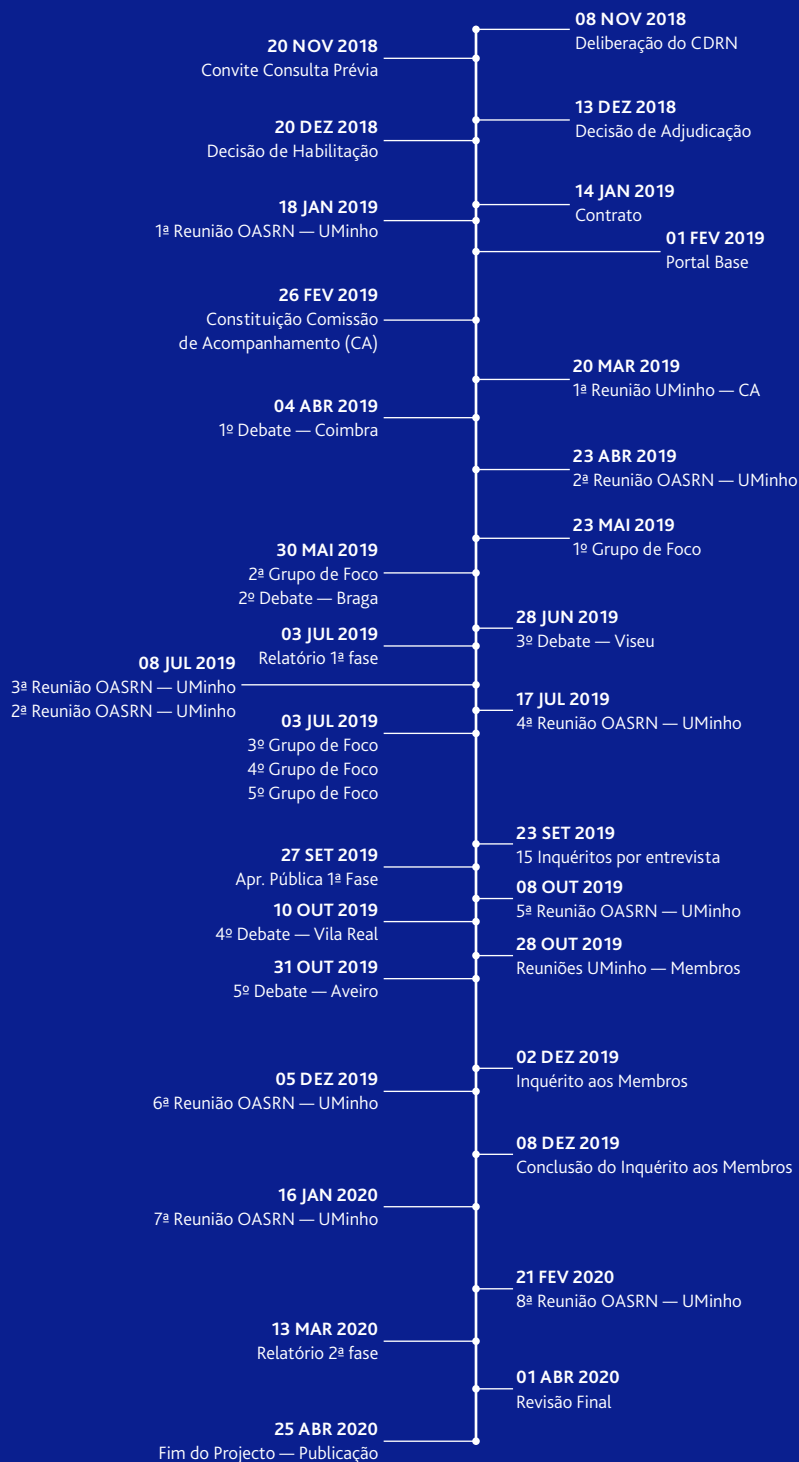 08 NOV 2018
Deliberação do CDRN
20 NOV 2018
Convite Consulta Prévia
13 DEZ 2018
Decisão de Adjudicação
20 DEZ 2018
Decisão de Habilitação
14 JAN 2019
Contrato
18 JAN 2019
1ª Reunião OASRN — UMinho
01 FEV 2019
Portal Base
26 FEV 2019
Constituição Comissão
de Acompanhamento (CA)
20 MAR 2019
1ª Reunião UMinho — CA
04 ABR 2019
1º Debate — Coimbra
23 ABR 2019
2ª Reunião OASRN — UMinho
23 MAI 2019
1º Grupo de Foco
30 MAI 2019
2ª Grupo de Foco
2º Debate — Braga
28 JUN 2019
3º Debate — Viseu
03 JUL 2019
Relatório 1ª fase
08 JUL 2019
3ª Reunião OASRN — UMinho
2ª Reunião OASRN — UMinho
17 JUL 2019
4ª Reunião OASRN — UMinho
03 JUL 2019
3º Grupo de Foco
4º Grupo de Foco
5º Grupo de Foco
23 SET 2019
15 Inquéritos por entrevista
27 SET 2019
Apr. Pública 1ª Fase
08 OUT 2019
5ª Reunião OASRN — UMinho
10 OUT 2019
4º Debate — Vila Real
28 OUT 2019
Reuniões UMinho — Membros
31 OUT 2019
5º Debate — Aveiro
02 DEZ 2019
Inquérito aos Membros
05 DEZ 2019
6ª Reunião OASRN — UMinho
08 DEZ 2019
Conclusão do Inquérito aos Membros
16 JAN 2020
7ª Reunião OASRN — UMinho
21 FEV 2020
8ª Reunião OASRN — UMinho
13 MAR 2020
Relatório 2ª fase
01 ABR 2020
Revisão Final
25 ABR 2020
Fim do Projecto — Publicação